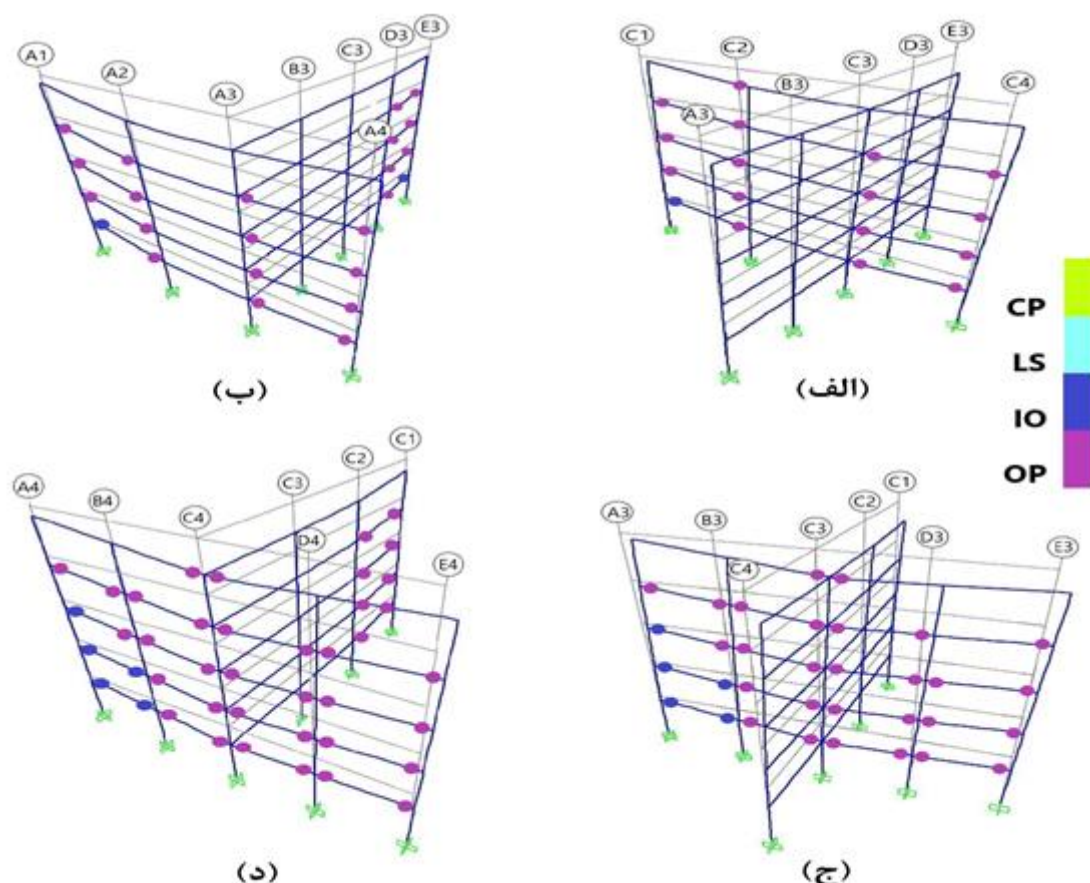 A1
A2
A3
B3
C3
D3
E3
A4
(ب)
C1
C2
A3
B3
C3
D3
E3
C4
(الف)
CP
LS
IO
OP
A4
B4
C4
C3
D4
C2
C1
E4
(د)
A3
B3
C4
C3
C2
C1
D3
E3
(ج)